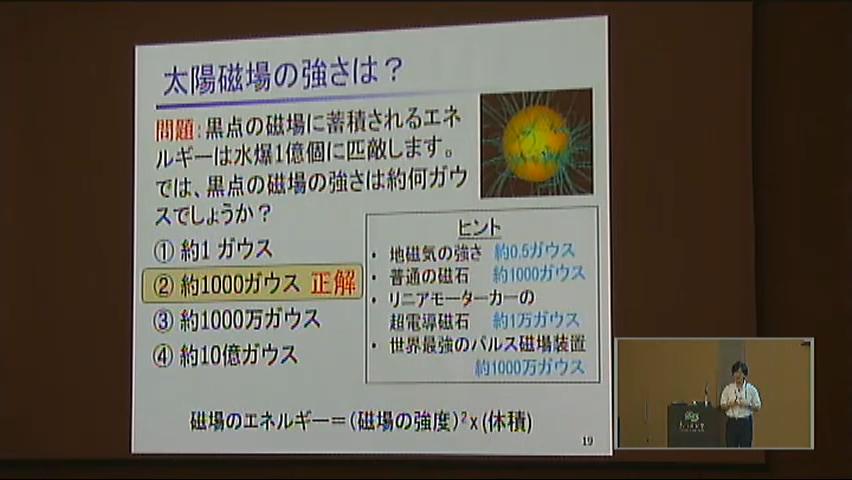 太陽磁場の強さは？
問題：黒点の磁場に蓄積されるエネ
ルギーは水爆1億個に匹敵します。
では、黒点の磁場の強さは約何ガウ
スでしょうか？
① 約1 ガウス
② 約1000ガウス 正解
③ 約1000万ガウス
④ 約10億ガウス
ヒント
・ 地磁気の強さ 約0.5ガウス
・ 普通の磁石 約1000ガウス
・ リニアモーターカーの
超電導磁石 約1万ガウス
・ 世界最強のパルス磁場装置
約1000万ガウス
磁場のエネルギー＝(磁場の強度)²x(体積)
19